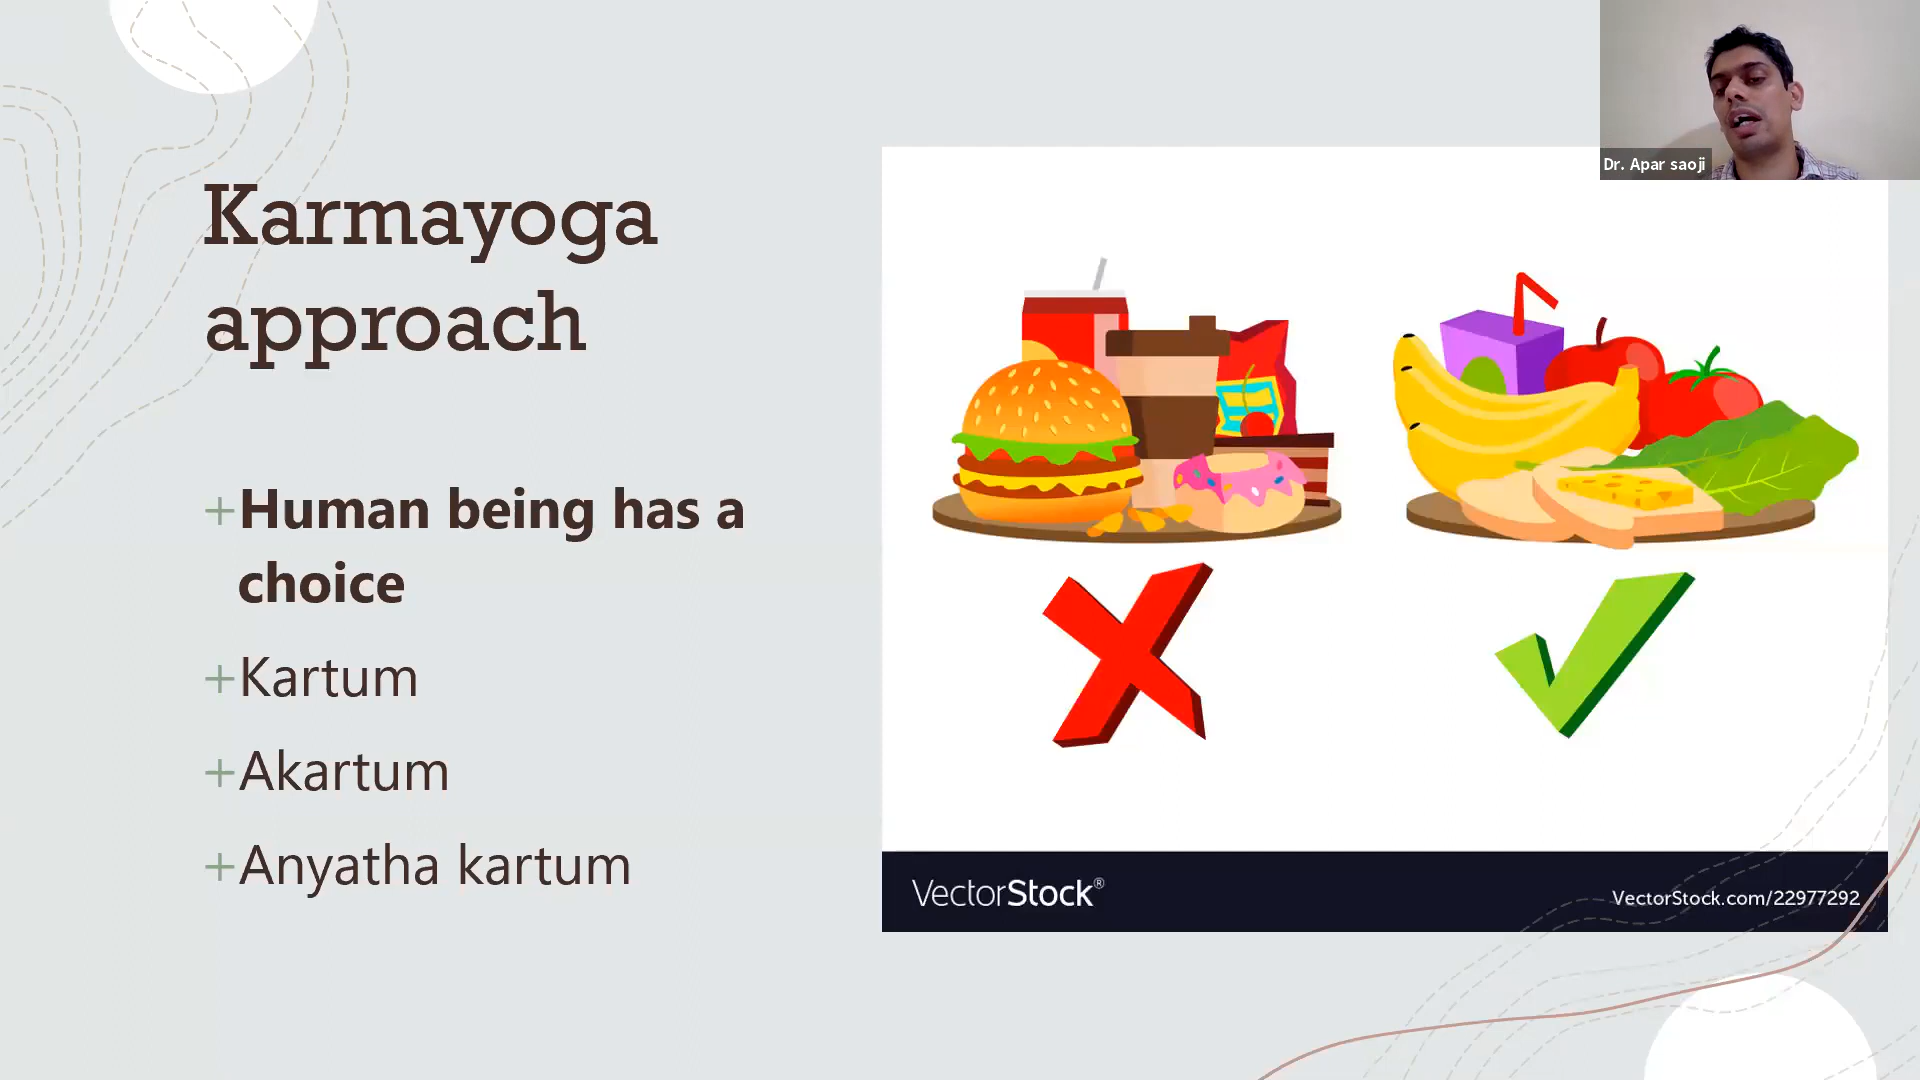 Dr. Apar saoji
Karmayoga
approach
+Human being has a
choice
+Kartum
+Akartum
+Anyatha kartum
VectorStock®
VectorStock.com/22977292